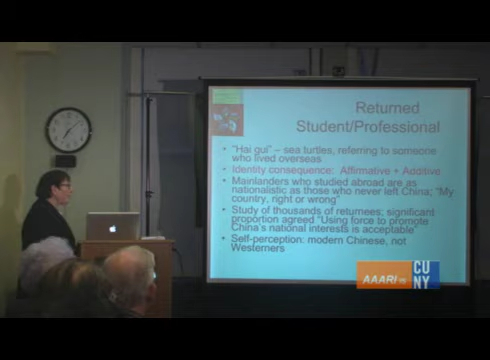 Returned
Student/Professional
• "Hai gui" – sea turtles, referring to someone
who lived overseas
• Identity consequence: Affirmative + Additive
• Mainlanders who studied abroad are as
nationalistic as those who never left China; "My
country, right or wrong"
• Study of thousands of returnees; significant
proportion agreed "Using force to promote
China's national interests is acceptable"
• Self-perception: modern Chinese, not
Westerners
AAARI
CU
NY